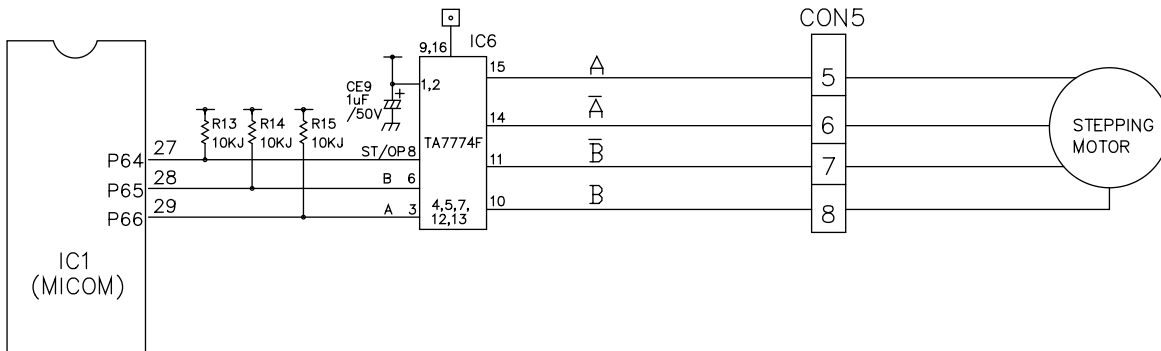 CON5
9,16
IC6
15
A
5
1,2
CE9
1uF
/50V
+
14
A̅
6
R13
10KJ
R14
10KJ
R15
10KJ
TA7774F
STEPPING
MOTOR
P64
27
ST/OP
8
11
B̅
7
P65
28
B
6
10
B
8
P66
29
A
3
4,5,7,
12,13
IC1
(MICOM)